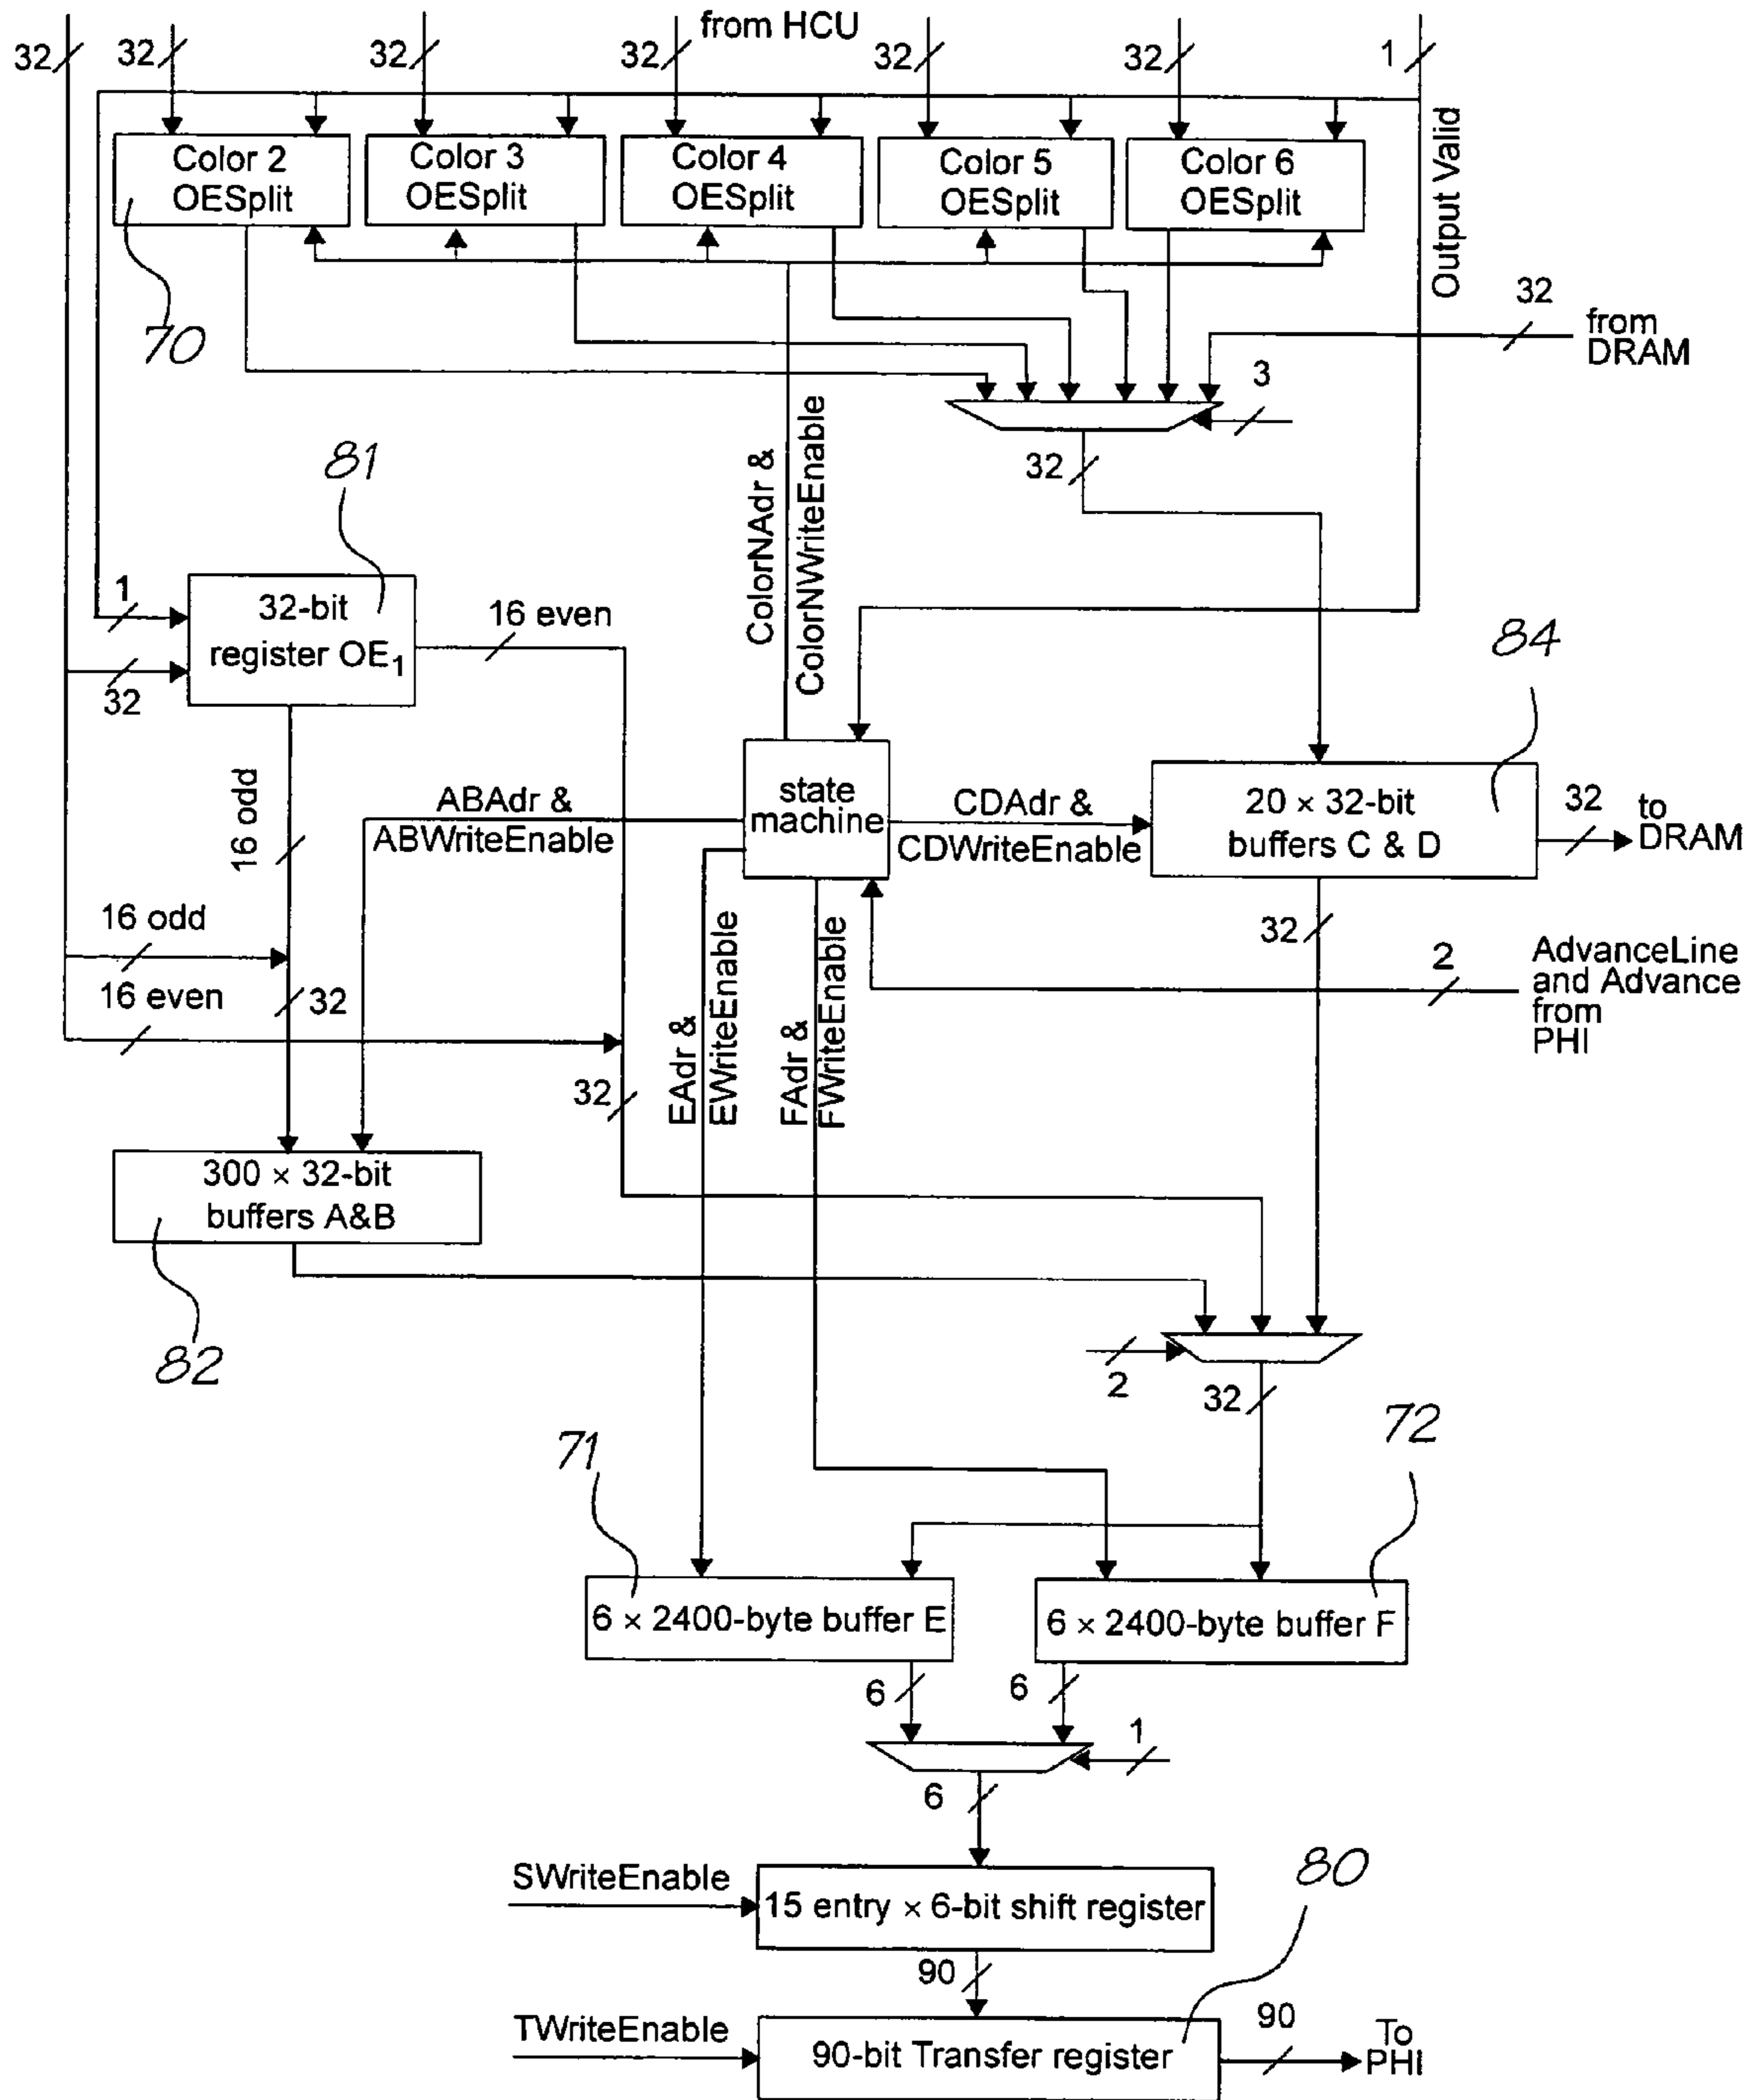 from HCU
32
32
32
32
32
32
1
Color 2
OESplit
Color 3
OESplit
Color 4
OESplit
Color 5
OESplit
Color 6
OESplit
Output Valid
70
32
from
DRAM
3
32
ColorNAdr &
ColorNWriteEnable
81
1
32-bit
register OE1
32
16 even
84
16 odd
ABAdr &
ABWriteEnable
state
machine
CDAdr &
CDWriteEnable
20 × 32-bit
buffers C & D
32
to
DRAM
16 odd
16 even
32
32
EAdr &
EWriteEnable
FAdr &
FWriteEnable
32
2
AdvanceLine
and Advance
from
PHI
300 × 32-bit
buffers A&B
82
2
32
71
72
6 × 2400-byte buffer E
6 × 2400-byte buffer F
6
6
1
6
SWriteEnable
15 entry × 6-bit shift register
80
90
TWriteEnable
90-bit Transfer register
90
To
PHI